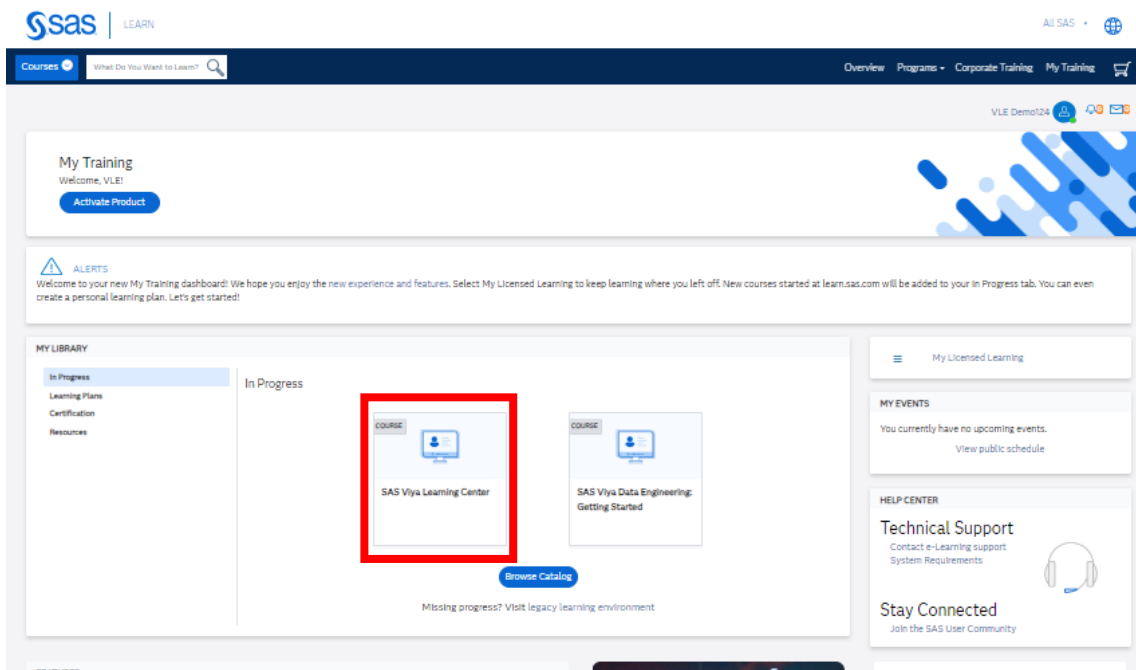 sas
LEARN
All SAS
Courses
What Do You Want to Learn?
Overview Programs Corporate Training My Training
VLE Demo124
My Training
Welcome, VLE!
Activate Product
ALERTS
Welcome to your new My Training dashboard! We hope you enjoy the new experience and features. Select My Licensed Learning to keep learning where you left off. New courses started at learn.sas.com will be added to your In Progress tab. You can even
create a personal learning plan. Let's get started!
MY LIBRARY
In Progress
Learning Plans
Certification
Resources
In Progress
COURSE
SAS Viya Learning Center
COURSE
SAS Viya Data Engineering:
Getting Started
Browse Catalog
Missing progress? Visit legacy learning environment
My Licensed Learning
MY EVENTS
You currently have no upcoming events.
View public schedule
HELP CENTER
Technical Support
Contact e-Learning support
System Requirements
Stay Connected
Join the SAS User Community